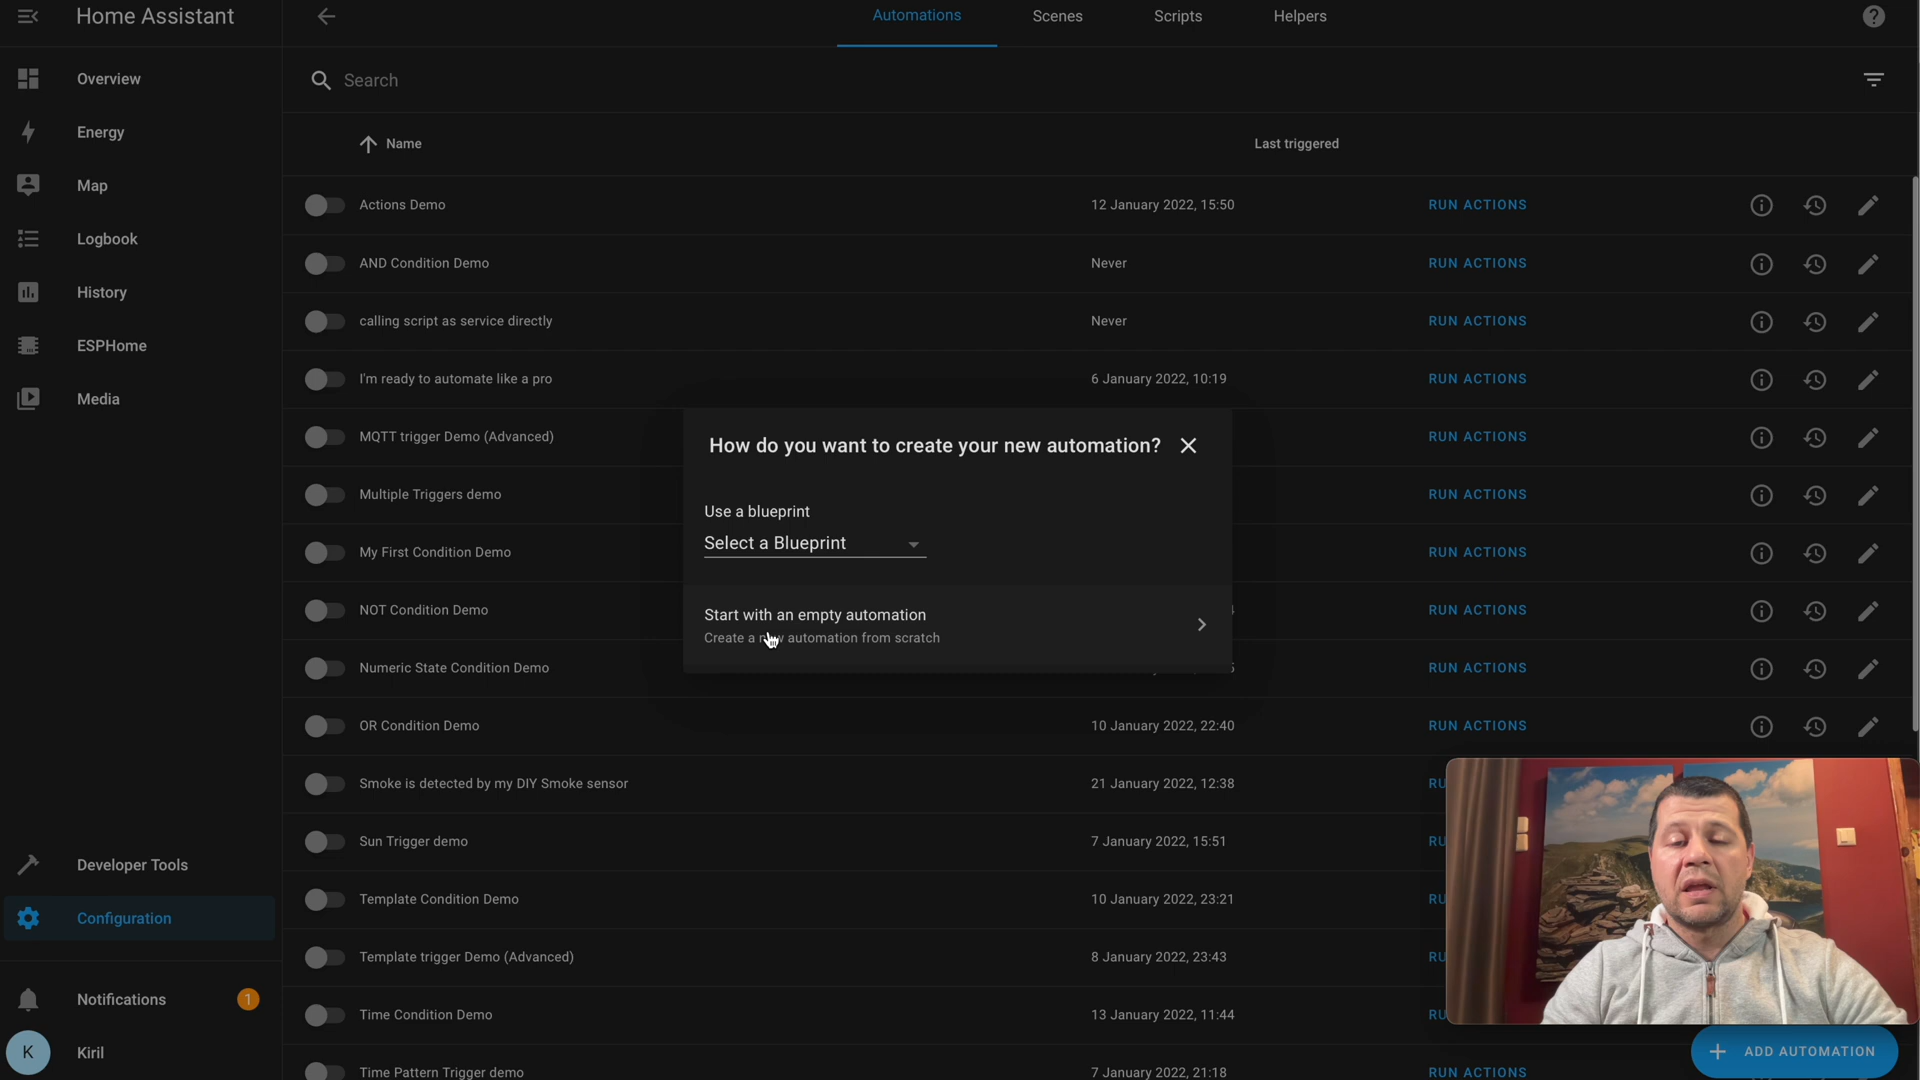 Home Assistant
Automations
Scenes
Scripts
Helpers
Overview
Energy
Map
Logbook
History
ESPHome
Media
Developer Tools
Configuration
Notifications
1
K
Kiril
Search
Name
Last triggered
Actions Demo
12 January 2022, 15:50
RUN ACTIONS
AND Condition Demo
Never
RUN ACTIONS
calling script as service directly
Never
RUN ACTIONS
I'm ready to automate like a pro
6 January 2022, 10:19
RUN ACTIONS
MQTT trigger Demo (Advanced)
RUN ACTIONS
Multiple Triggers demo
RUN ACTIONS
My First Condition Demo
RUN ACTIONS
NOT Condition Demo
RUN ACTIONS
Numeric State Condition Demo
RUN ACTIONS
OR Condition Demo
10 January 2022, 22:40
RUN ACTIONS
Smoke is detected by my DIY Smoke sensor
21 January 2022, 12:38
RU
Sun Trigger demo
7 January 2022, 15:51
RU
Template Condition Demo
10 January 2022, 23:21
RU
Template trigger Demo (Advanced)
8 January 2022, 23:43
RU
Time Condition Demo
13 January 2022, 11:44
RU
Time Pattern Trigger demo
7 January 2022, 21:18
RUN ACTIONS
How do you want to create your new automation?
Use a blueprint
Select a Blueprint
Start with an empty automation
Create a new automation from scratch
ADD AUTOMATION